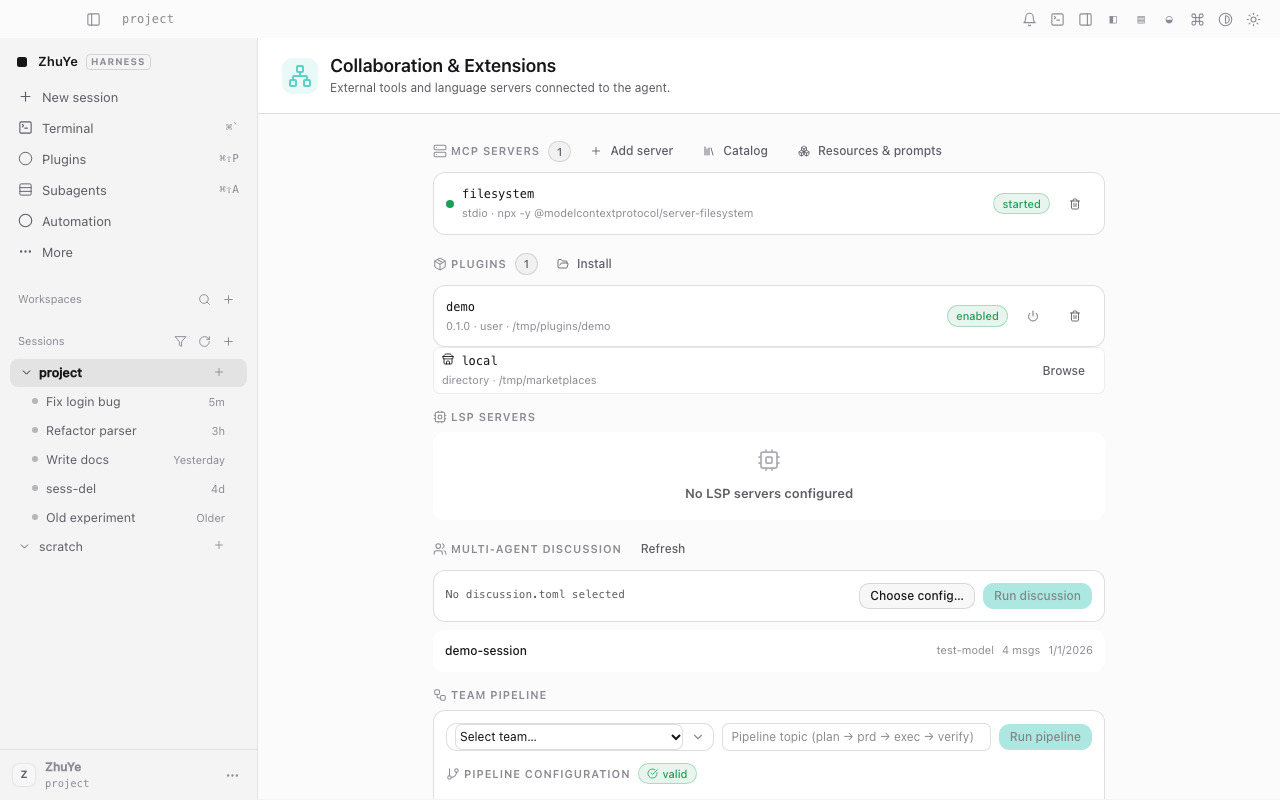 project
ZhuYe HARNESS
New session
Terminal ⌘`
Plugins ⌘⇧P
Subagents ⌘⇧A
Automation
More
Workspaces
Sessions
project
Fix login bug 5m
Refactor parser 3h
Write docs Yesterday
sess-del 4d
Old experiment Older
scratch
Z ZhuYe
project
Collaboration & Extensions
External tools and language servers connected to the agent.
MCP SERVERS 1 Add server Catalog Resources & prompts
filesystem
stdio · npx -y @modelcontextprotocol/server-filesystem
started
PLUGINS 1 Install
demo
0.1.0 · user · /tmp/plugins/demo
enabled
local
directory · /tmp/marketplaces
Browse
LSP SERVERS
No LSP servers configured
MULTI-AGENT DISCUSSION Refresh
No discussion.toml selected Choose config... Run discussion
demo-session test-model 4 msgs 1/1/2026
TEAM PIPELINE
Select team... Pipeline topic (plan → prd → exec → verify) Run pipeline
PIPELINE CONFIGURATION valid